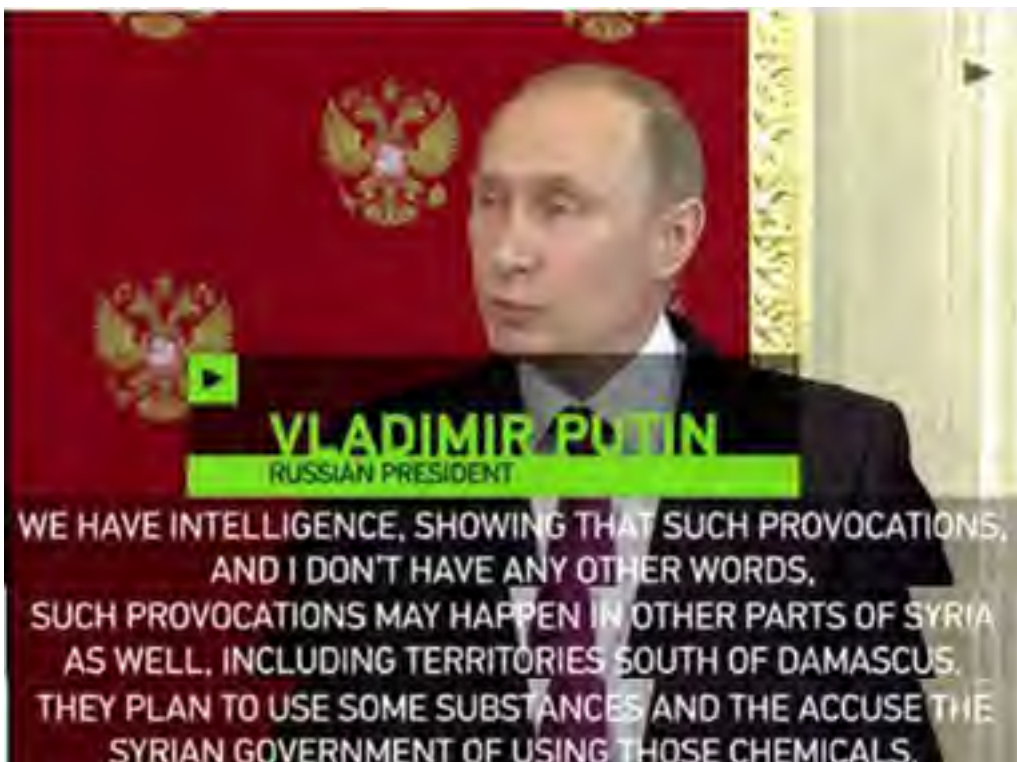 VLADIMIR PUTIN
RUSSIAN PRESIDENT
WE HAVE INTELLIGENCE, SHOWING THAT SUCH PROVOCATIONS,
AND I DON'T HAVE ANY OTHER WORDS,
SUCH PROVOCATIONS MAY HAPPEN IN OTHER PARTS OF SYRIA
AS WELL, INCLUDING TERRITORIES SOUTH OF DAMASCUS.
THEY PLAN TO USE SOME SUBSTANCES AND THE ACCUSE THE
SYRIAN GOVERNMENT OF USING THOSE CHEMICALS.